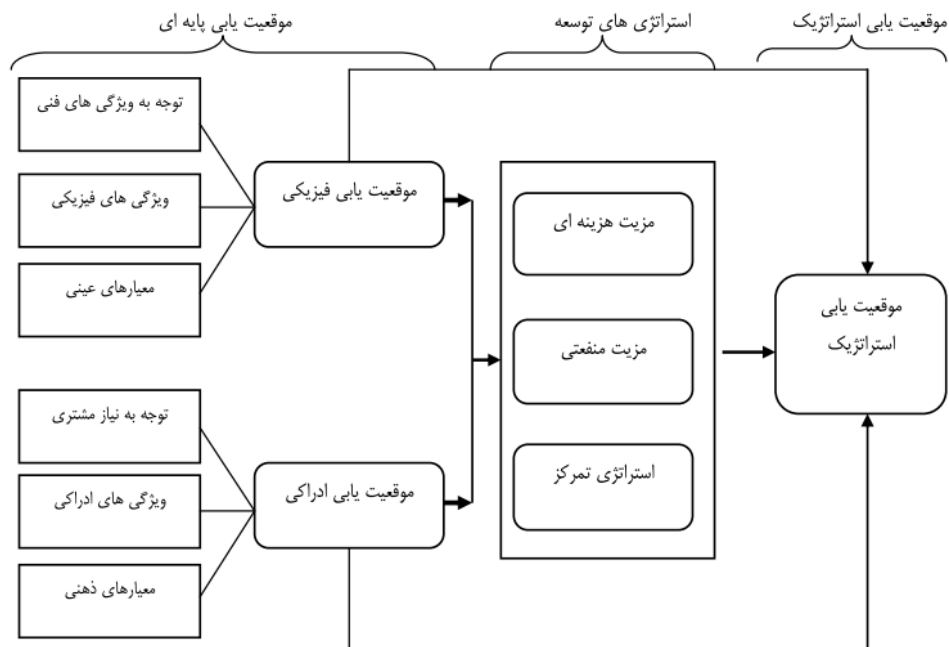 موقعیت یابی استراتژیک
استراتژی های توسعه
موقعیت یابی پایه ای
توجه به ویژگی های فنی
ویژگی های فیزیکی
معیارهای عینی
موقعیت یابی فیزیکی
توجه به نیاز مشتری
ویژگی های ادراکی
معیارهای ذهنی
موقعیت یابی ادراکی
مزیت هزینه ای
مزیت منفعتی
استراتژی تمرکز
موقعیت یابی
استراتژیک